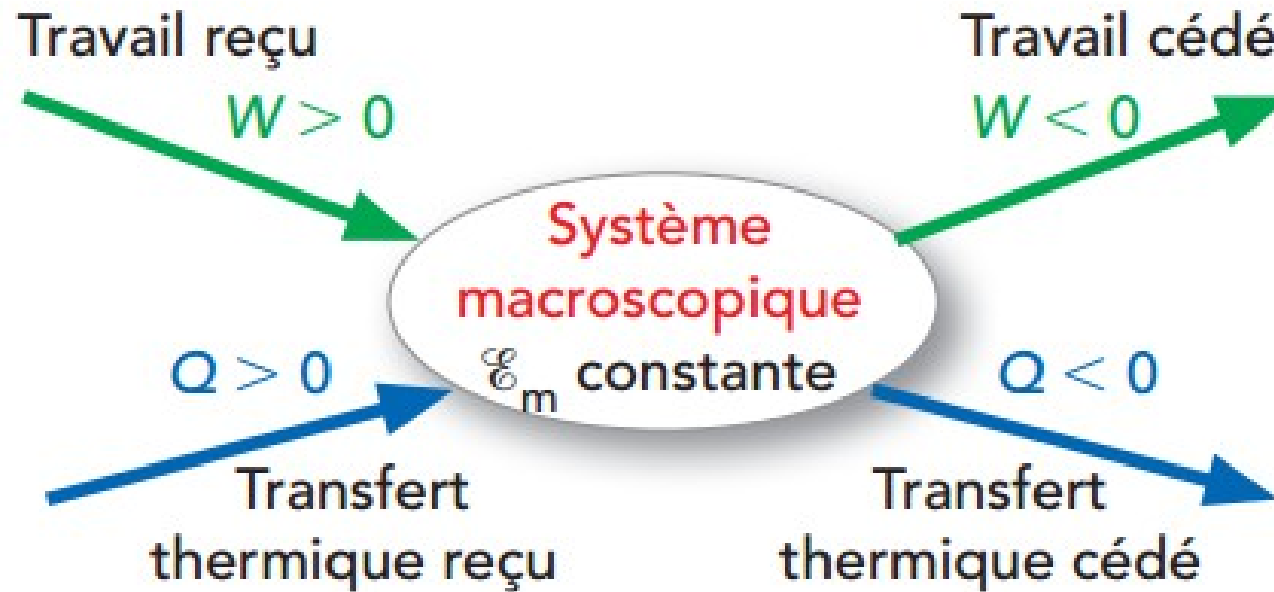 Travail reçu
W > 0
Travail cédé
W < 0
Système
macroscopique
ℰm constante
Q > 0
Transfert
thermique reçu
Q < 0
Transfert
thermique cédé